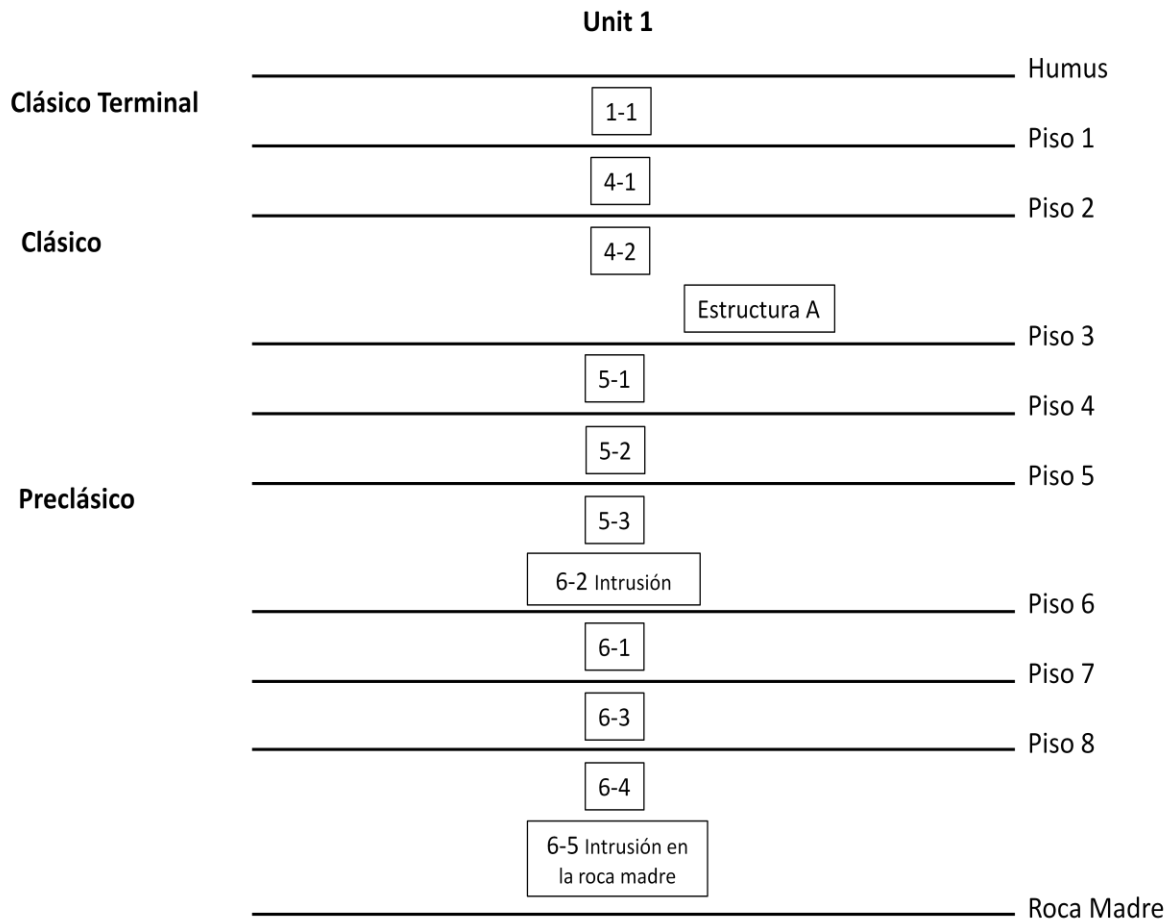 Unit 1
Humus
Clásico Terminal
1-1
Piso 1
4-1
Piso 2
Clásico
4-2
Estructura A
Piso 3
5-1
Piso 4
5-2
Piso 5
Preclásico
5-3
6-2 Intrusión
Piso 6
6-1
Piso 7
6-3
Piso 8
6-4
6-5 Intrusión en
la roca madre
Roca Madre